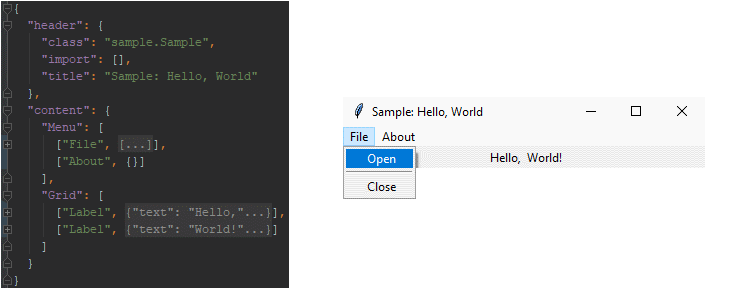 {
"header": {
"class": "sample.Sample",
"import": [],
"title": "Sample: Hello, World"
},
"content": {
"Menu": [
["File", [...]],
["About", {}]
],
"Grid": [
["Label", {"text": "Hello,"...}],
["Label", {"text": "World!"...}]
]
}
}
Sample: Hello, World
File About
Open
Hello, World!
Close